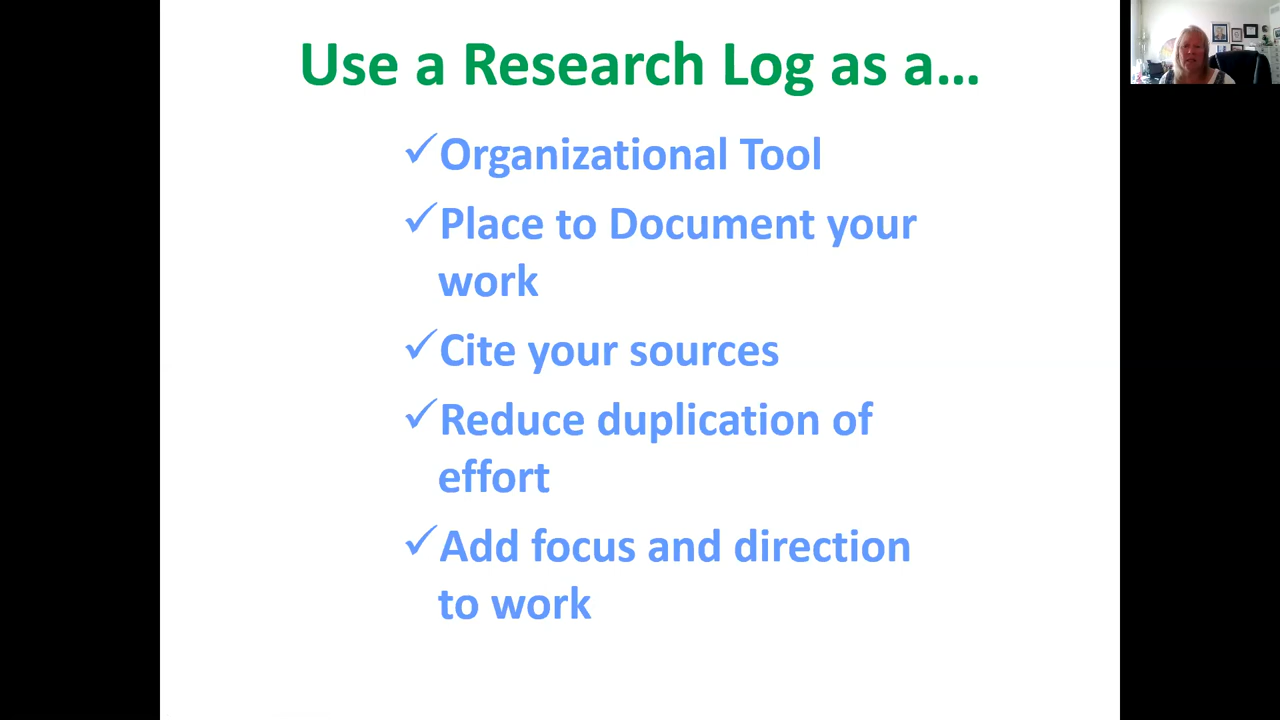 Use a Research Log as a...
✓Organizational Tool
✓Place to Document your
work
✓Cite your sources
✓Reduce duplication of
effort
✓Add focus and direction
to work